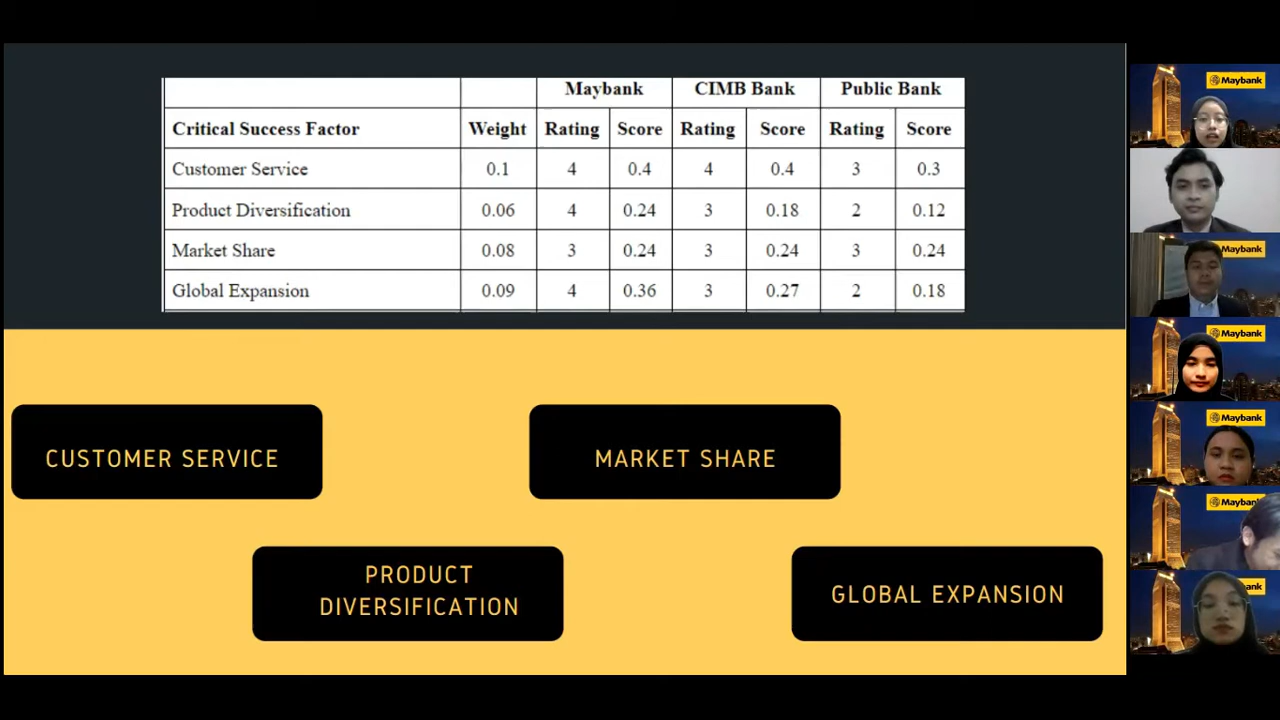 Maybank CIMB Bank Public Bank
Critical Success Factor Weight Rating Score Rating Score Rating Score
Customer Service 0.1 4 0.4 4 0.4 3 0.3
Product Diversification 0.06 4 0.24 3 0.18 2 0.12
Market Share 0.08 3 0.24 3 0.24 3 0.24
Global Expansion 0.09 4 0.36 3 0.27 2 0.18
CUSTOMER SERVICE
MARKET SHARE
PRODUCT
DIVERSIFICATION
GLOBAL EXPANSION
Maybank
Maybank
Maybank
Maybank
Maybank
bank